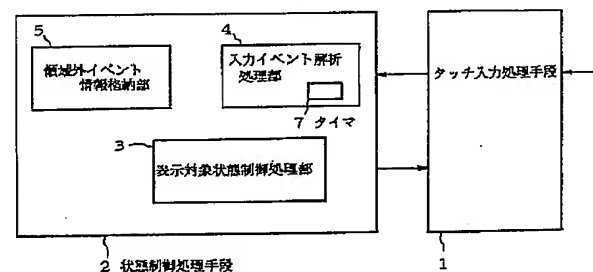 5
領域外イベント
情報格納部
4
入力イベント解析
処理部
7 タイマ
3
表示対象状態制御処理部
タッチ入力処理手段
2 状態制御処理手段
1